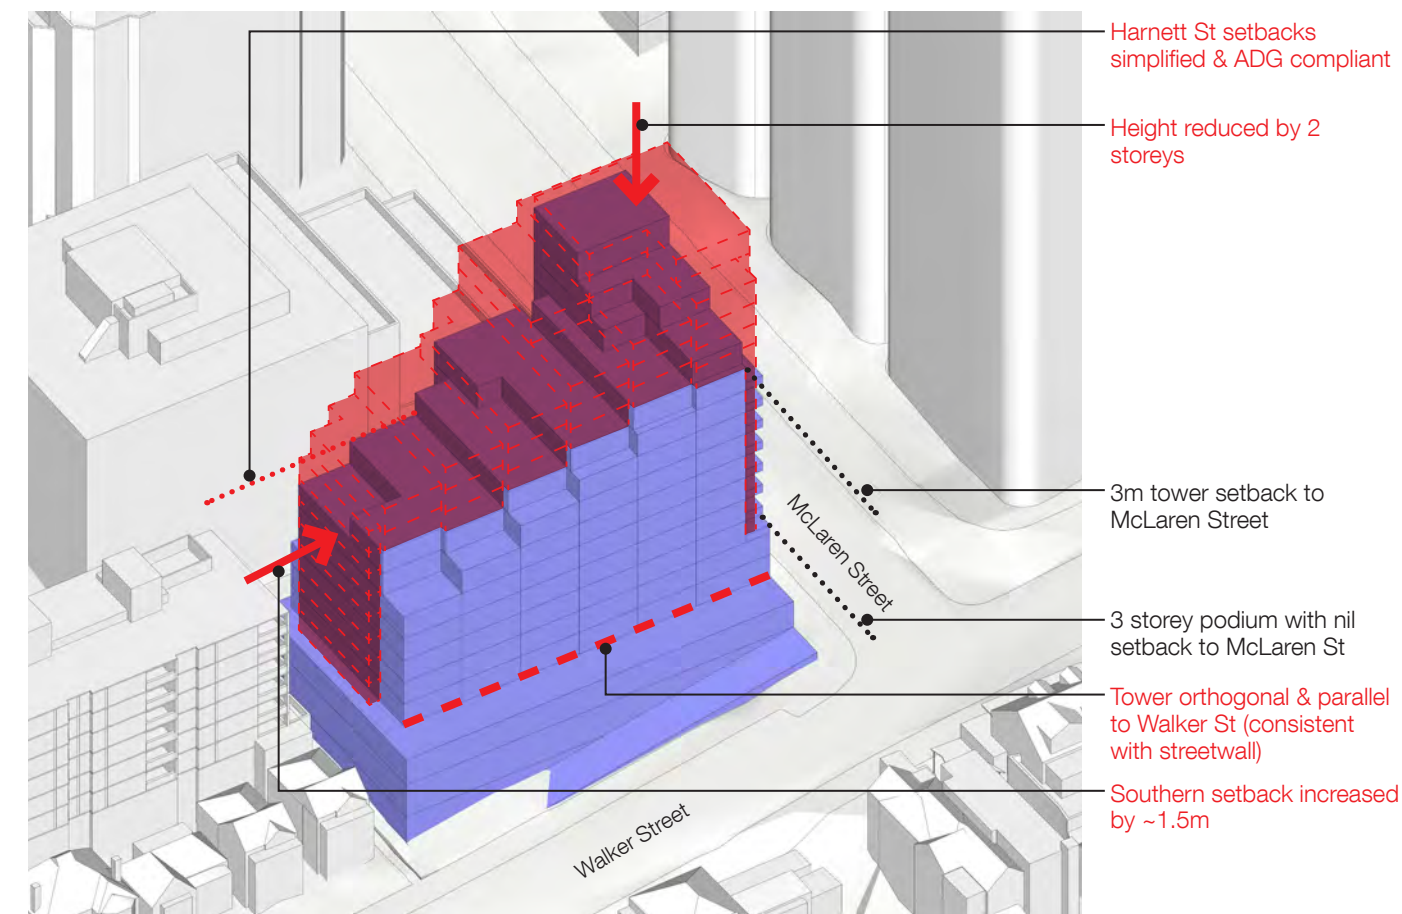 Harnett St setbacks
simplified & ADG compliant
Height reduced by 2
storeys
3m tower setback to
McLaren Street
McLaren Street
3 storey podium with nil
setback to McLaren St
Tower orthogonal & parallel
to Walker St (consistent
with streetwall)
Southern setback increased
by ~1.5m
Walker Street